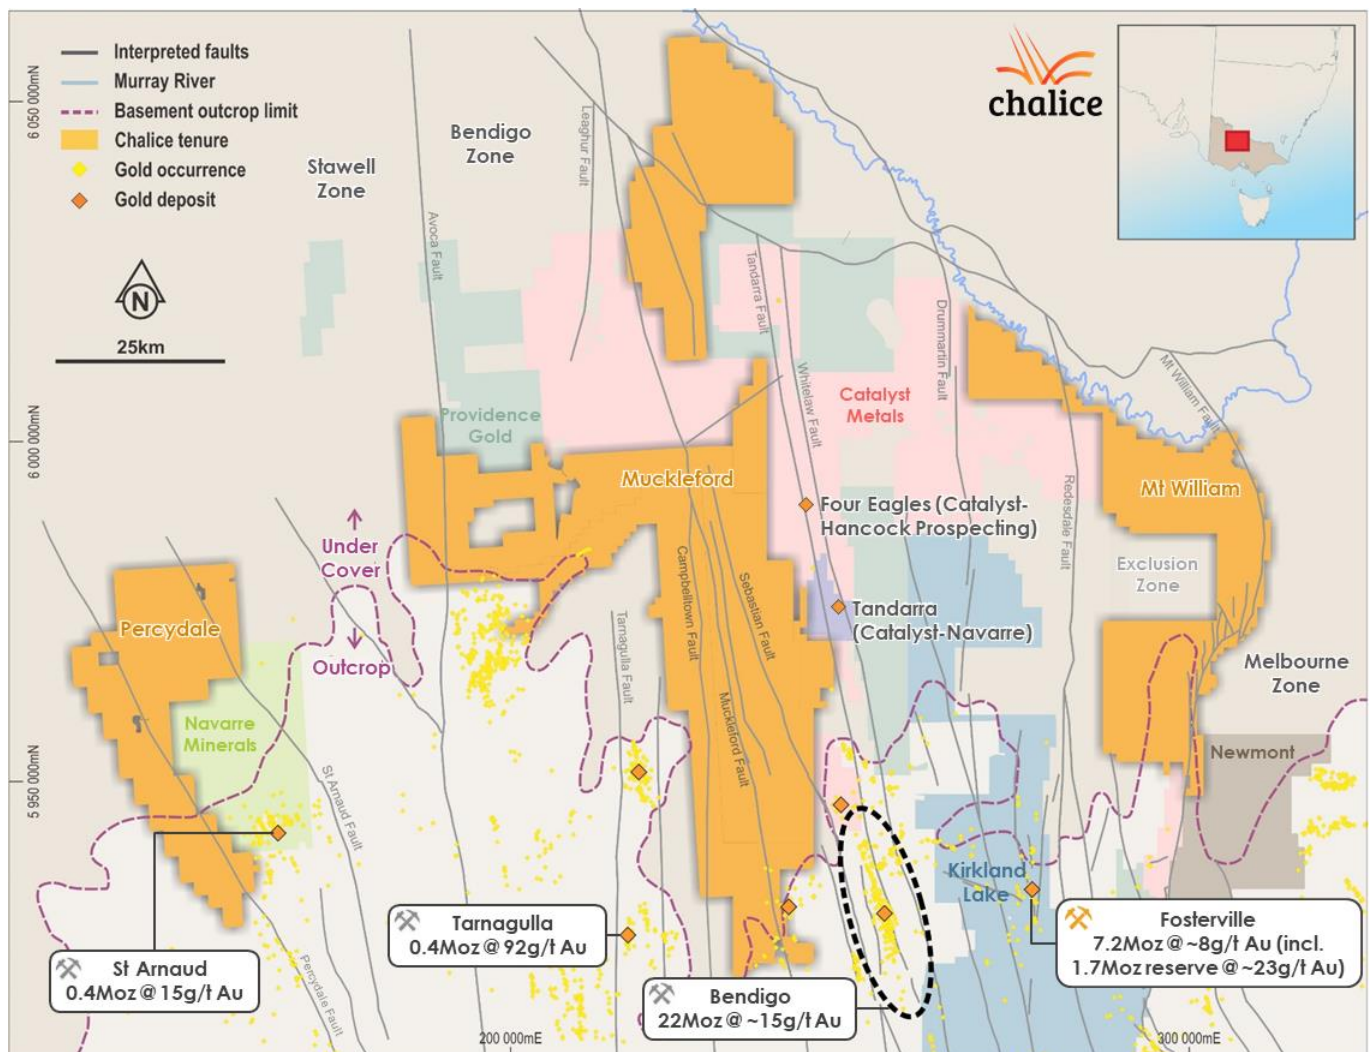 Interpreted faults
Murray River
Basement outcrop limit
Chalice tenure
Gold occurrence
Gold deposit
N
25km
chalice
6 050 000mN
6 000 000mN
5 950 000mN
200 000mE
300 000mE
Stawell
Zone
Bendigo
Zone
Leaghur Fault
Avoca Fault
Tandarra Fault
Whitelaw Fault
Drummartin Fault
Mt William Fault
Redesdale Fault
Providence
Gold
Catalyst
Metals
Muckleford
Mt William
Four Eagles (Catalyst-
Hancock Prospecting)
Under
Cover
Outcrop
Exclusion
Zone
Percydale
Tandarra
(Catalyst-Navarre)
Campbelltown Fault
Sebastian Fault
Tarnagulla Fault
Muckleford Fault
Melbourne
Zone
Navarre
Minerals
Newmont
St Arnaud Fault
Percydale Fault
Kirkland
Lake
St Arnaud
0.4Moz @ 15g/t Au
Tarnagulla
0.4Moz @ 92g/t Au
Bendigo
22Moz @ ~15g/t Au
Fosterville
7.2Moz @ ~8g/t Au (incl.
1.7Moz reserve @ ~23g/t Au)